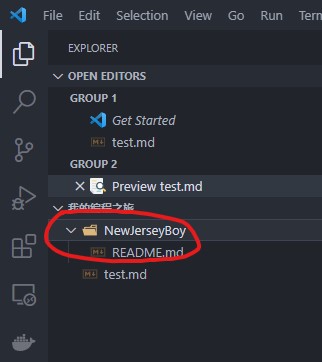 File Edit Selection View Go Run
EXPLORER
OPEN EDITORS
GROUP 1
Get Started
test.md
GROUP 2
Preview test.md
我的编程之旅
NewJerseyBoy
README.md
test.md